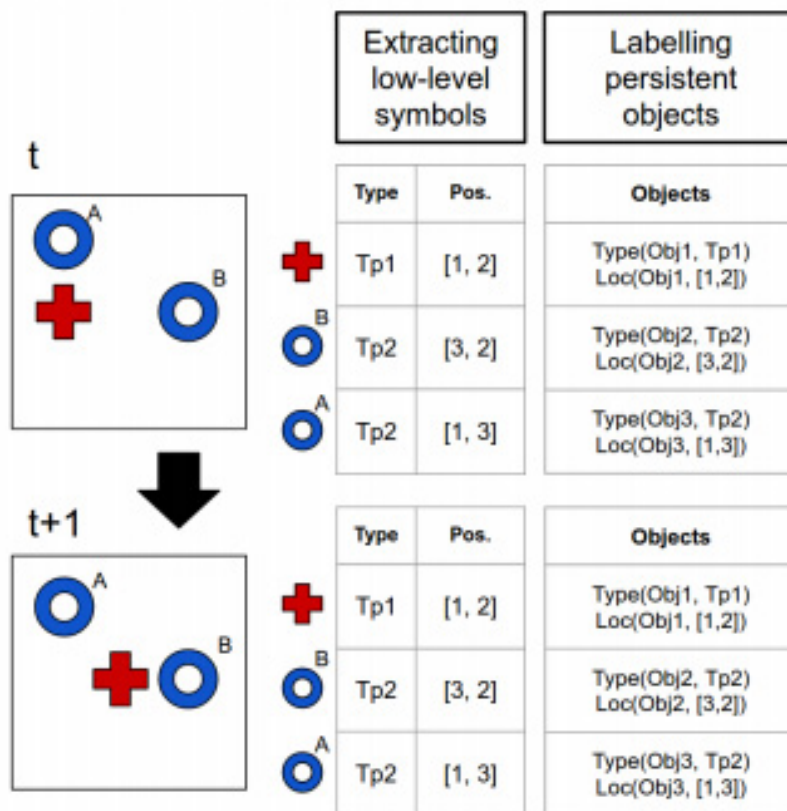 Extracting
low-level
symbols
Labelling
persistent
objects
t
A
B
Type Pos. Objects
Tp1 [1, 2] Type(Obj1, Tp1)
Loc(Obj1, [1,2])
B
Tp2 [3, 2] Type(Obj2, Tp2)
Loc(Obj2, [3,2])
A
Tp2 [1, 3] Type(Obj3, Tp2)
Loc(Obj3, [1,3])
t+1
A
B
Type Pos. Objects
Tp1 [1, 2] Type(Obj1, Tp1)
Loc(Obj1, [1,2])
B
Tp2 [3, 2] Type(Obj2, Tp2)
Loc(Obj2, [3,2])
A
Tp2 [1, 3] Type(Obj3, Tp2)
Loc(Obj3, [1,3])